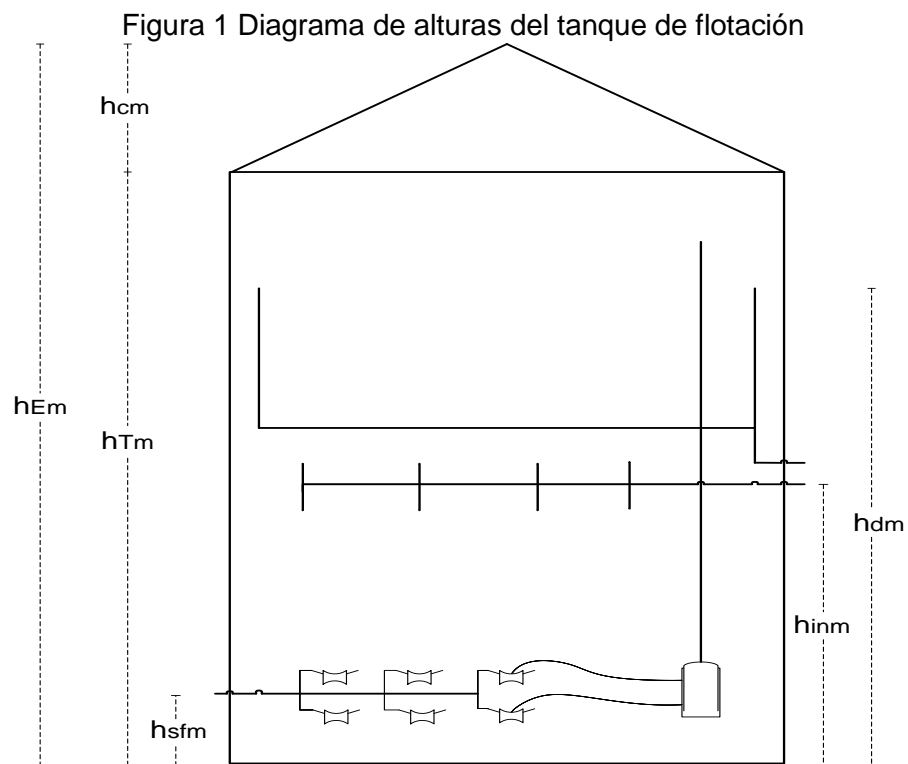 Figura 1 Diagrama de alturas del tanque de flotación
hcm
hEm
hTm
hdm
hinm
hsfm